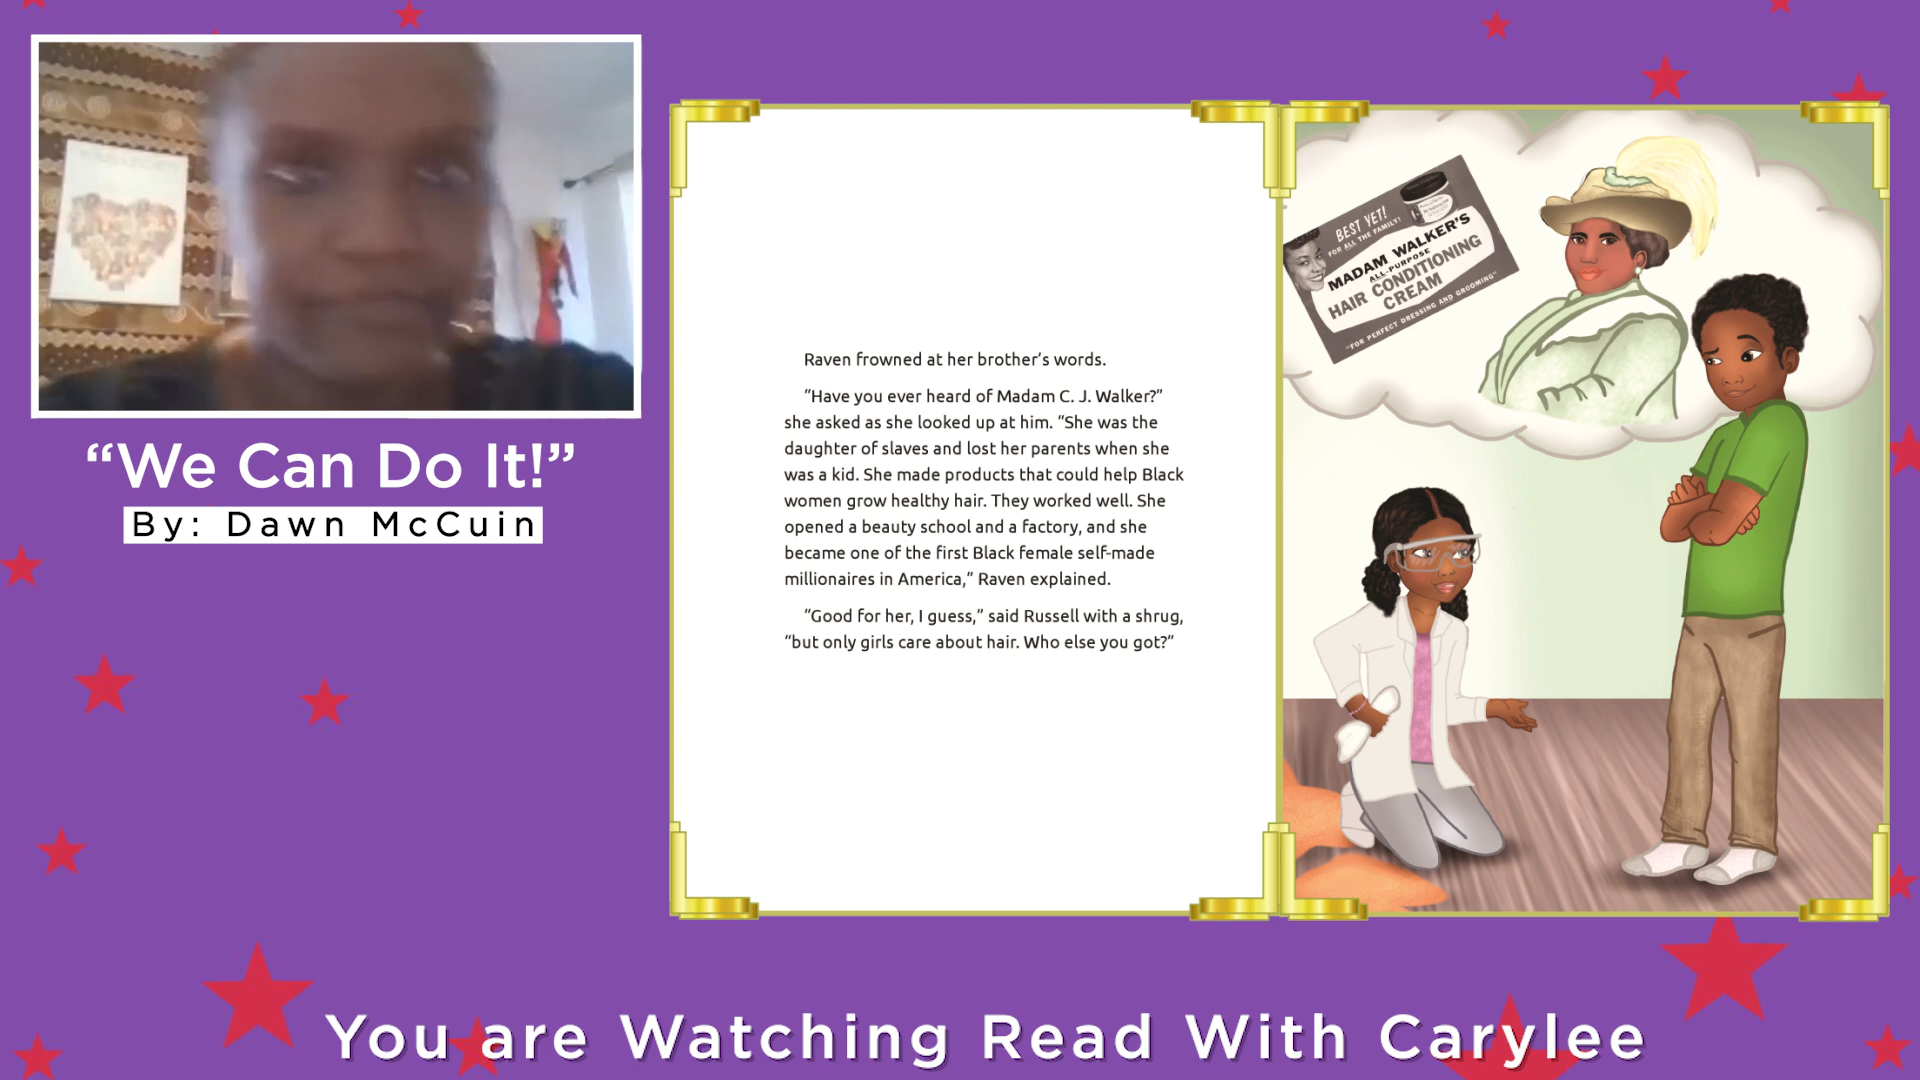 “We Can Do It!”
By: Dawn McCuin
Raven frowned at her brother’s words.
“Have you ever heard of Madam C. J. Walker?”
she asked as she looked up at him. “She was the
daughter of slaves and lost her parents when she
was a kid. She made products that could help Black
women grow healthy hair. They worked well. She
opened a beauty school and a factory, and she
became one of the first Black female self-made
millionaires in America,” Raven explained.
“Good for her, I guess,” said Russell with a shrug,
“but only girls care about hair. Who else you got?”
BEST YET!
FOR ALL THE FAMILY!
MADAM WALKER’S
ALL-PURPOSE
HAIR CONDITIONING
CREAM
“FOR PERFECT DRESSING AND GROOMING”
You are Watching Read With Carylee